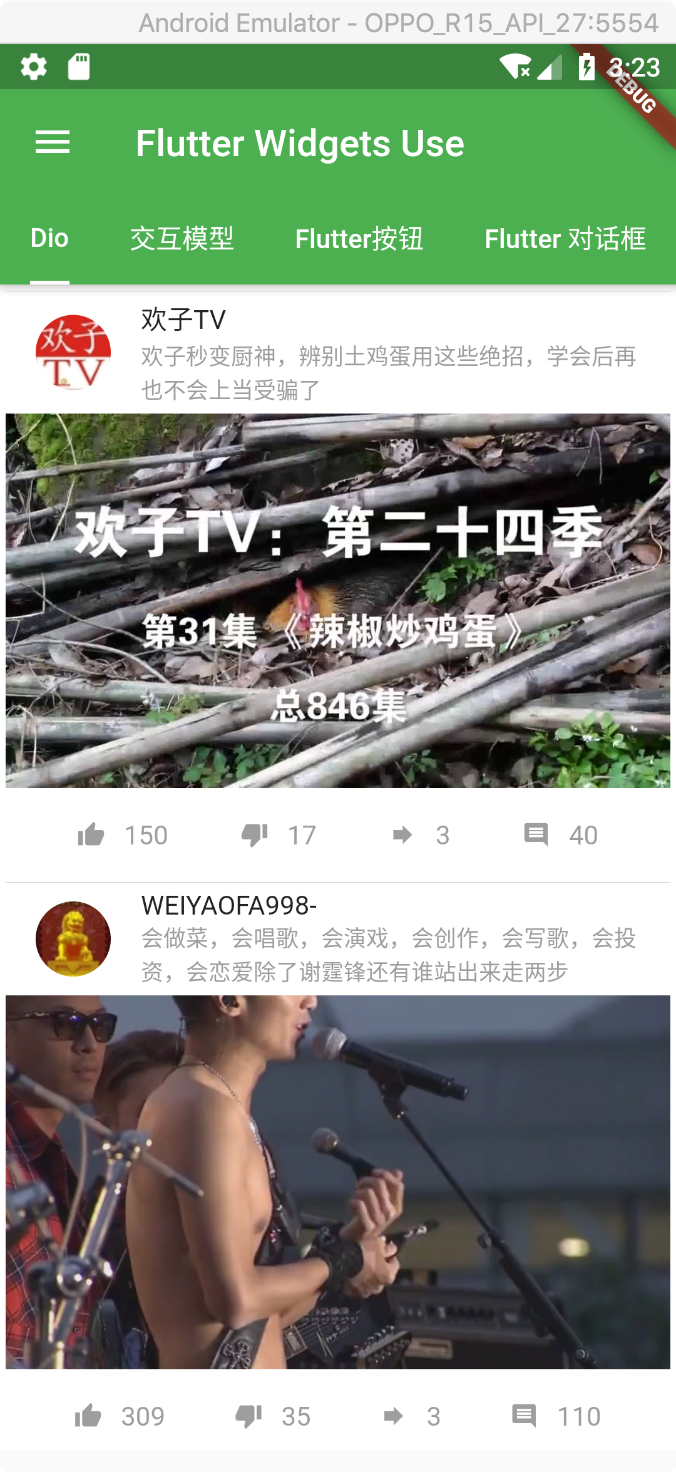 Android Emulator - OPPO_R15_API_27:5554
3:23
DEBUG
Flutter Widgets Use
Dio
交互模型
Flutter按钮
Flutter 对话框
欢子
TV
欢子TV
欢子秒变厨神，辨别土鸡蛋用这些绝招，学会后再
也不会上当受骗了
欢子TV：第二十四季
第31集《辣椒炒鸡蛋》
总846集
150
17
3
40
WEIYAOFA998-
会做菜，会唱歌，会演戏，会创作，会写歌，会投
资，会恋爱除了谢霆锋还有谁站出来走两步
309
35
3
110